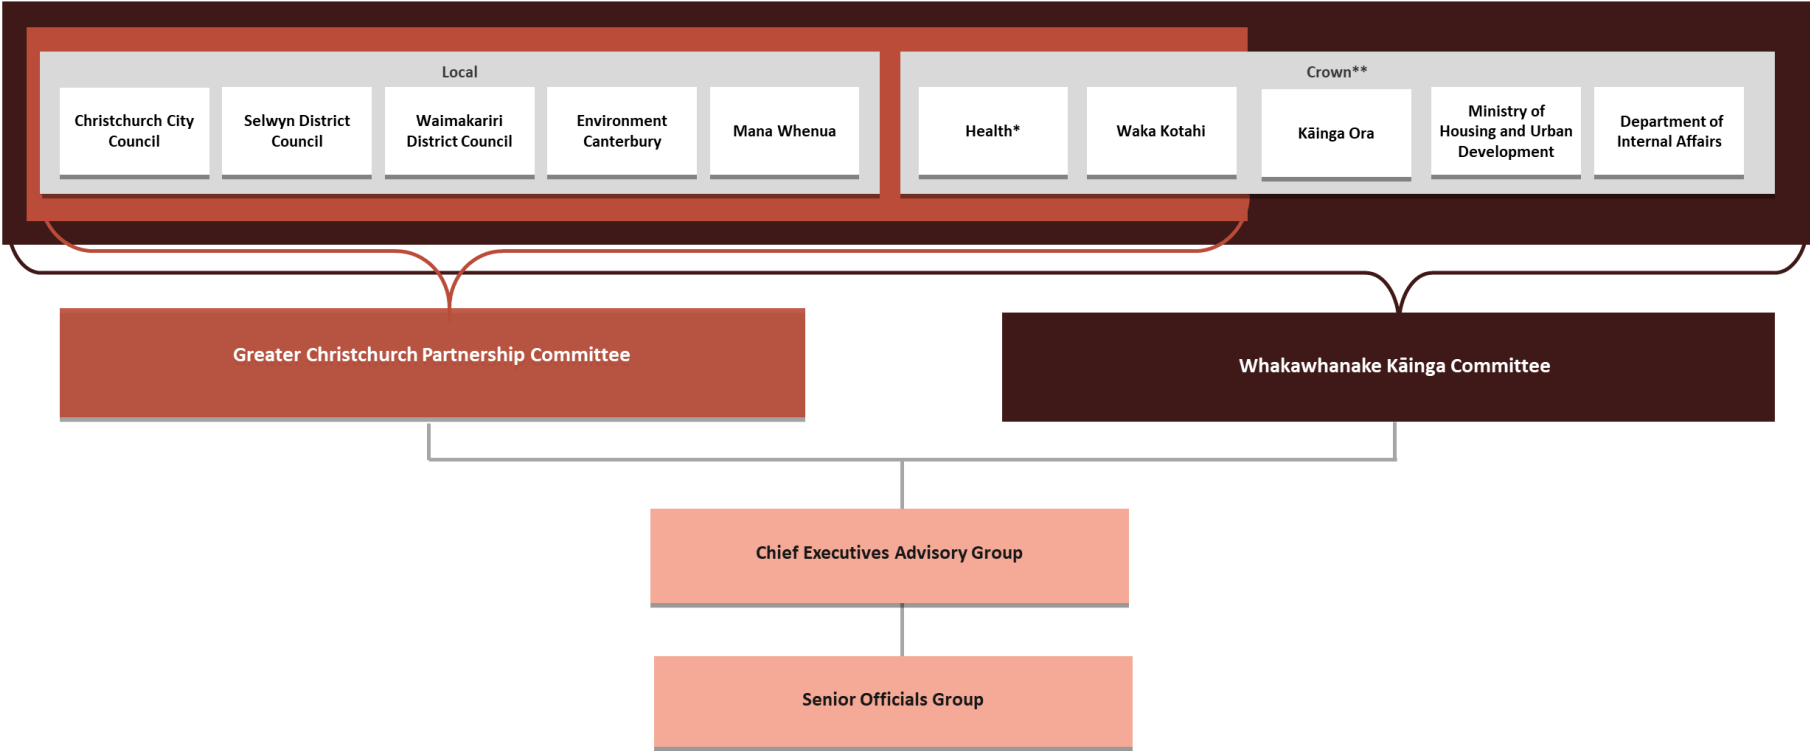 Local
Crown**
Christchurch City
Council
Selwyn District
Council
Waimakariri
District Council
Environment
Canterbury
Mana Whenua
Health*
Waka Kotahi
Kāinga Ora
Ministry of
Housing and Urban
Development
Department of
Internal Affairs
Greater Christchurch Partnership Committee
Whakawhanake Kāinga Committee
Chief Executives Advisory Group
Senior Officials Group